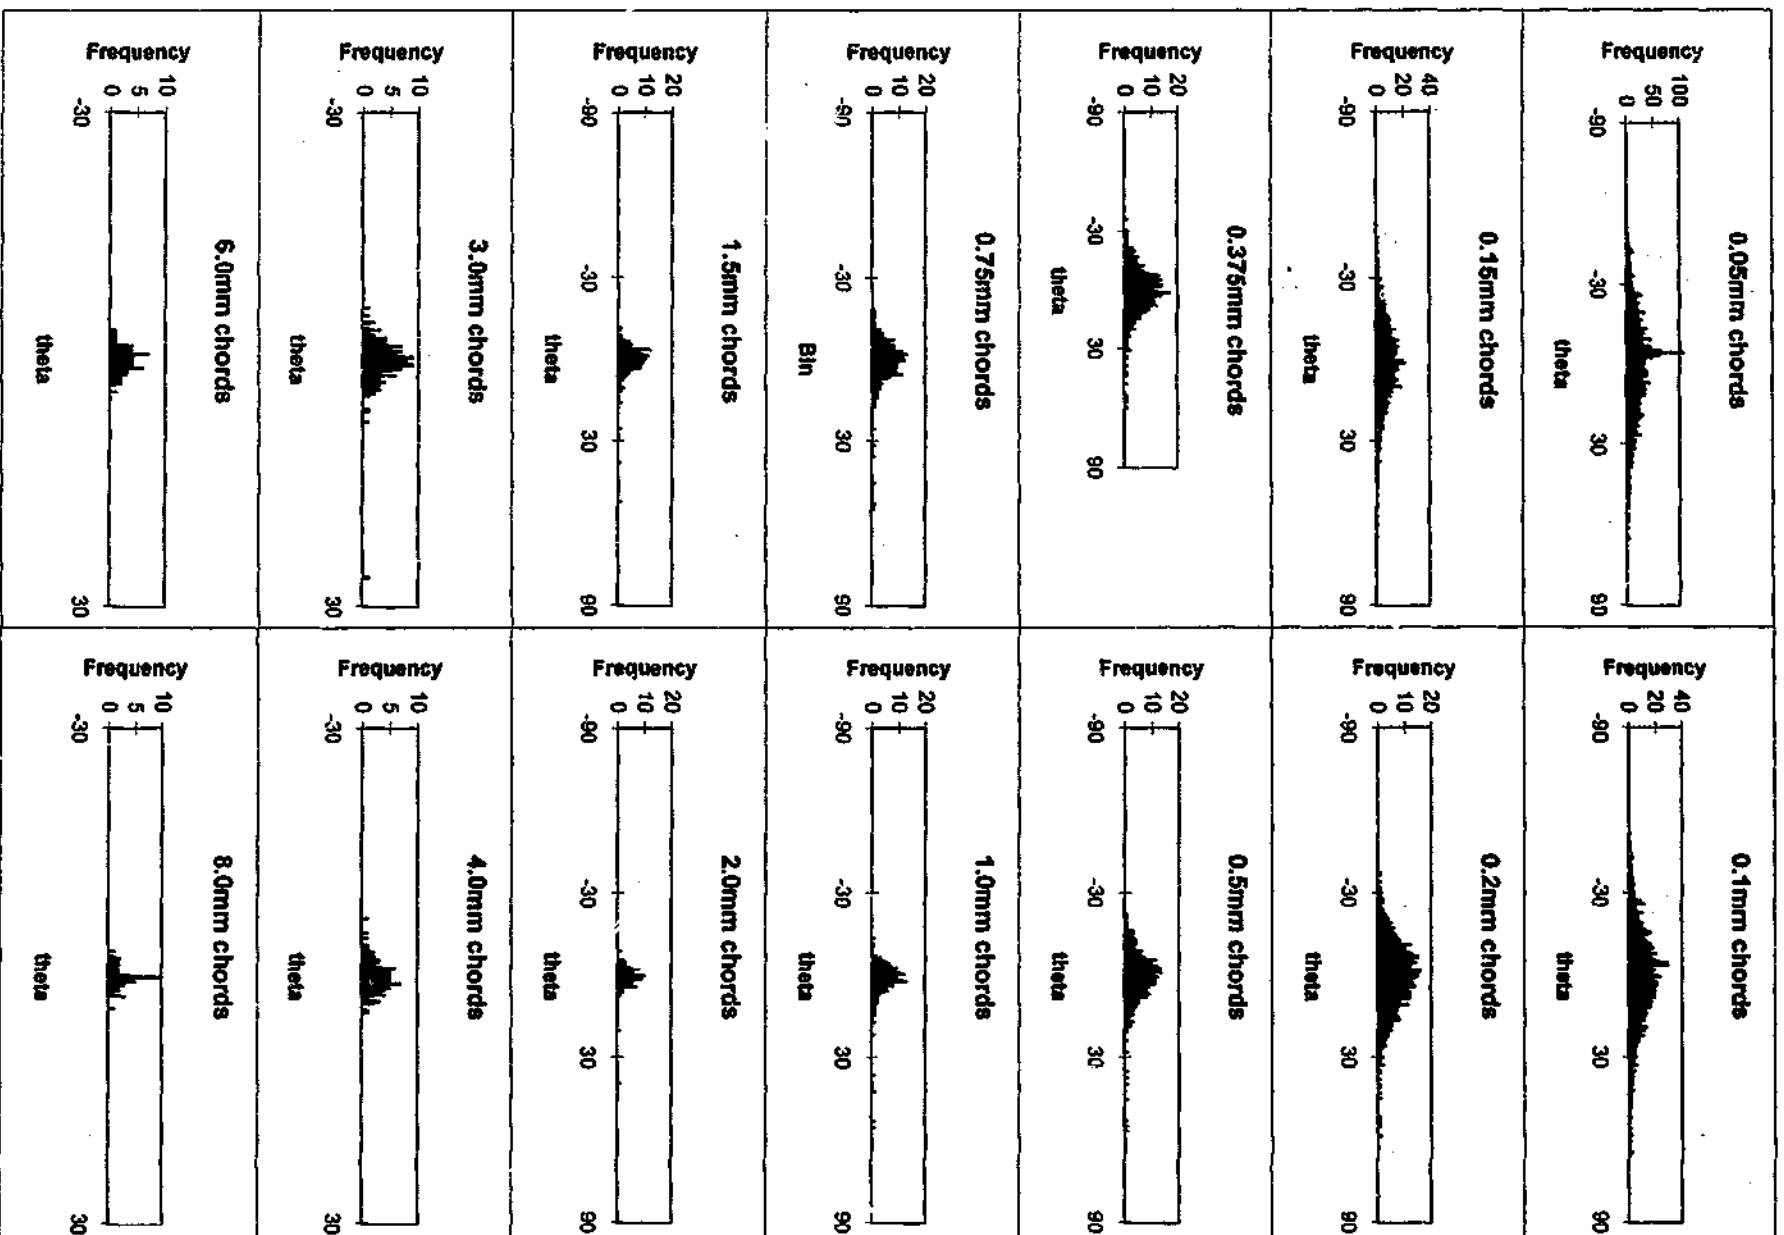 0.05mm chords
Frequency
100
50
0
-90 -30 30 90
theta
0.1mm chords
Frequency
40
20
0
-90 -30 30 90
theta
0.15mm chords
Frequency
40
20
0
-90 -30 30 90
theta
0.2mm chords
Frequency
20
10
0
-90 -30 30 90
theta
0.375mm chords
Frequency
20
10
0
-90 -30 30 90
theta
0.5mm chords
Frequency
20
10
0
-90 -30 30 90
theta
0.75mm chords
Frequency
20
10
0
-90 -30 30 90
Bin
1.0mm chords
Frequency
20
10
0
-90 -30 30 90
theta
1.5mm chords
Frequency
20
10
0
-90 -30 30 90
theta
2.0mm chords
Frequency
20
10
0
-90 -30 30 90
theta
3.0mm chords
Frequency
10
5
0
-30 30
theta
4.0mm chords
Frequency
10
5
0
-30 30
theta
6.0mm chords
Frequency
10
5
0
-30 30
theta
8.0mm chords
Frequency
10
5
0
-30 30
theta